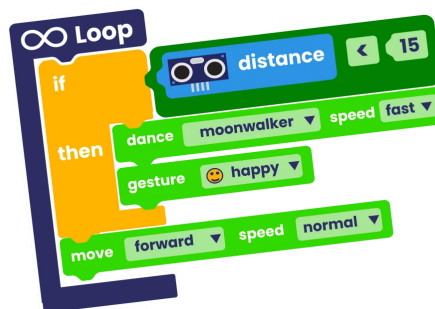 Loop
if distance < 15
then
dance moonwalker speed fast
gesture happy
move forward speed normal